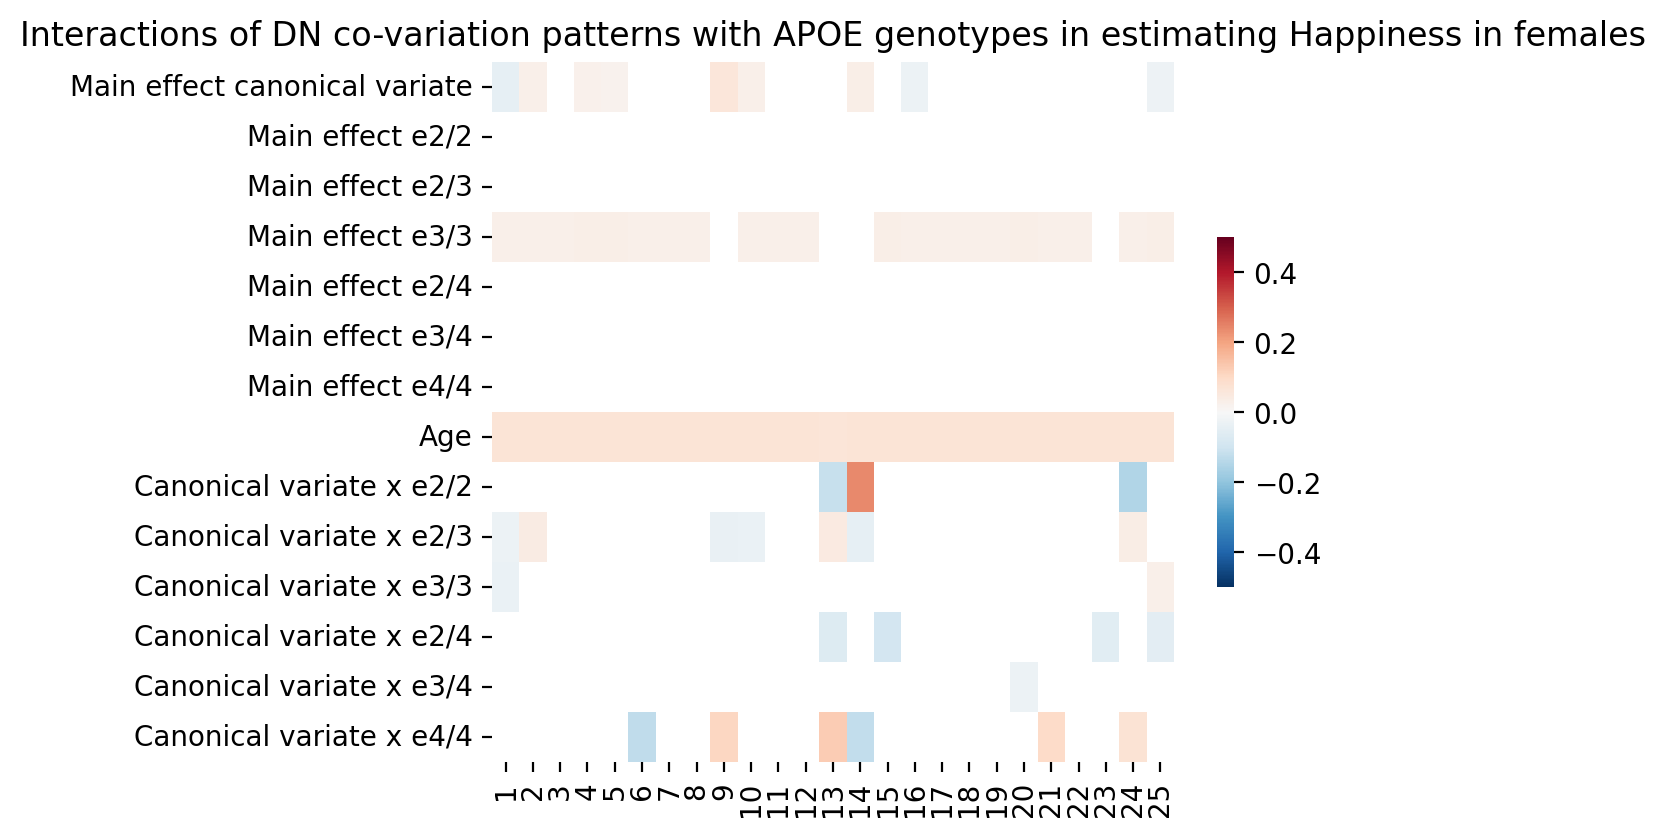 Interactions of DN co-variation patterns with APOE genotypes in estimating Happiness in females
Main effect canonical variate
Main effect e2/2
Main effect e2/3
Main effect e3/3
Main effect e2/4
Main effect e3/4
Main effect e4/4
Age
Canonical variate x e2/2
Canonical variate x e2/3
Canonical variate x e3/3
Canonical variate x e2/4
Canonical variate x e3/4
Canonical variate x e4/4
1 2 3 4 5 6 7 8 9 10 11 12 13 14 15 16 17 18 19 20 21 22 23 24 25
0.4
0.2
0.0
−0.2
−0.4